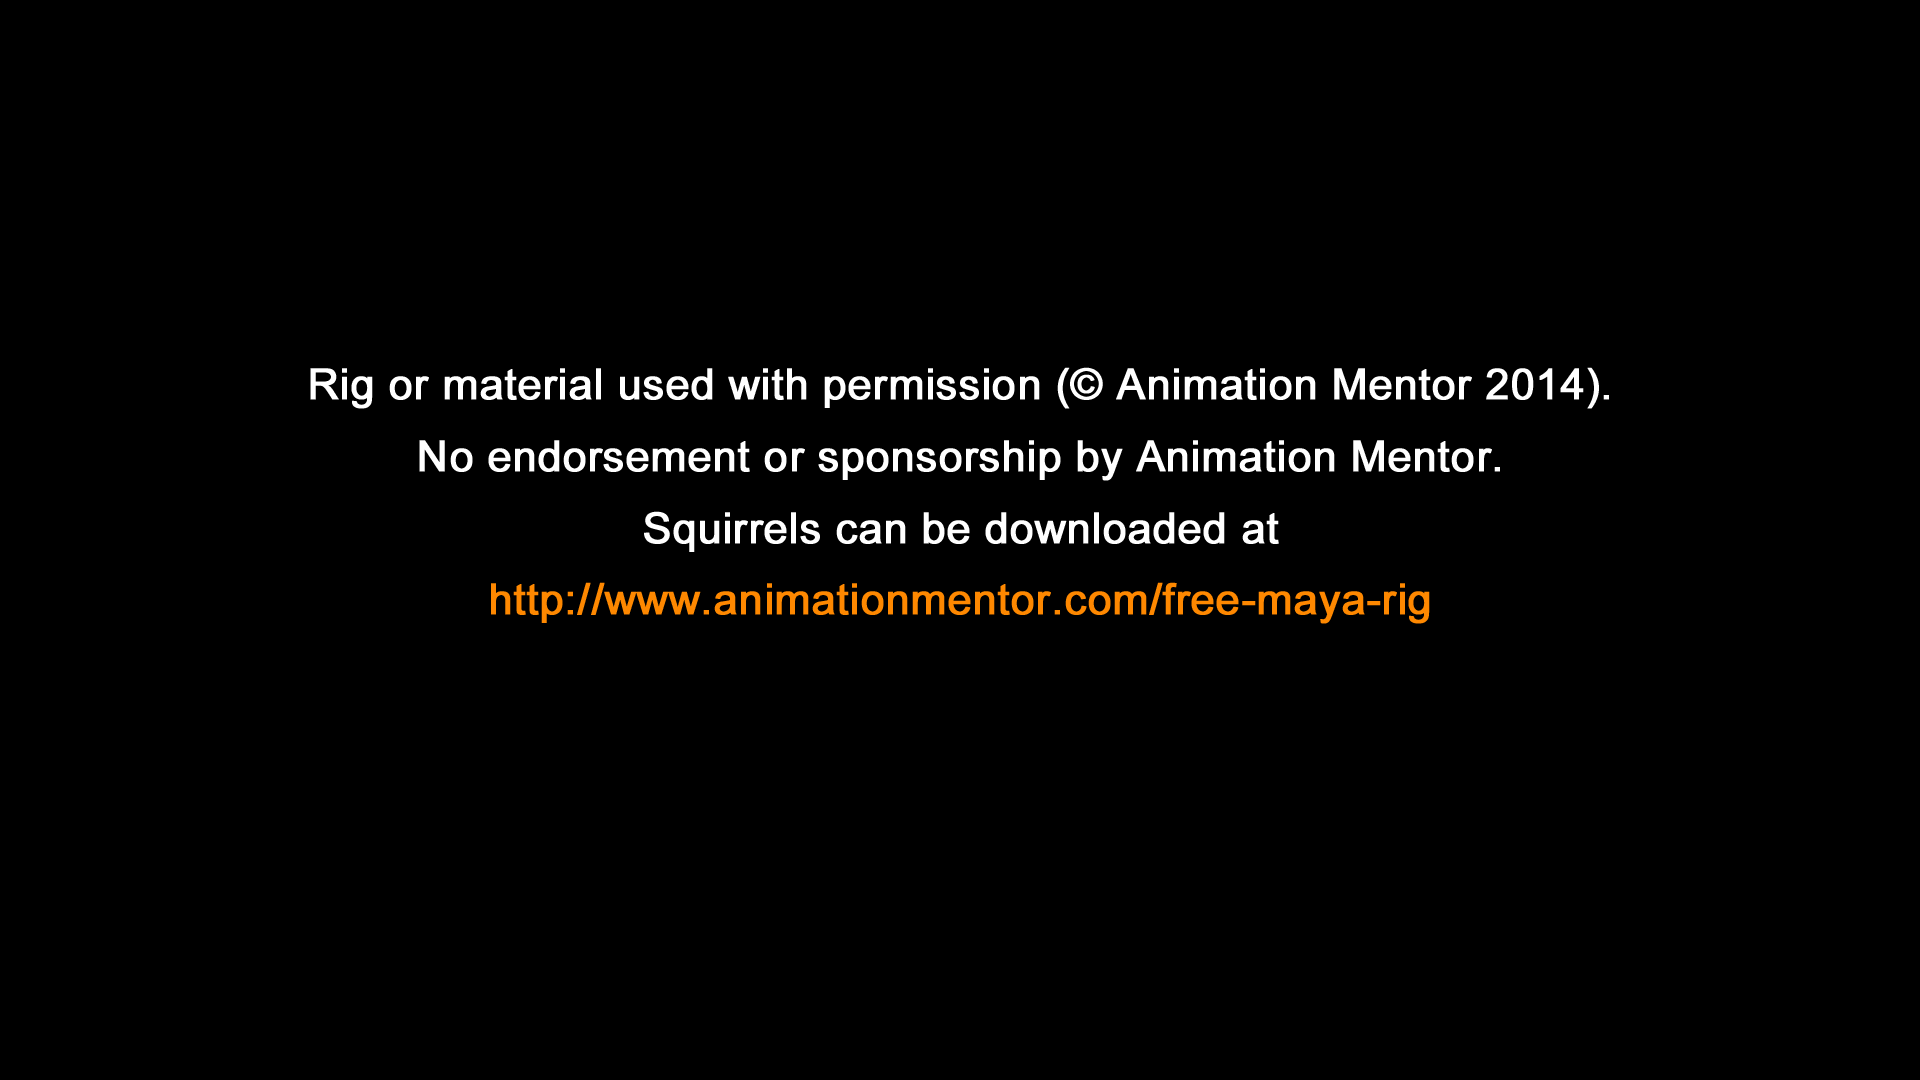 Rig or material used with permission (© Animation Mentor 2014).
No endorsement or sponsorship by Animation Mentor.
Squirrels can be downloaded at
http://www.animationmentor.com/free-maya-rig